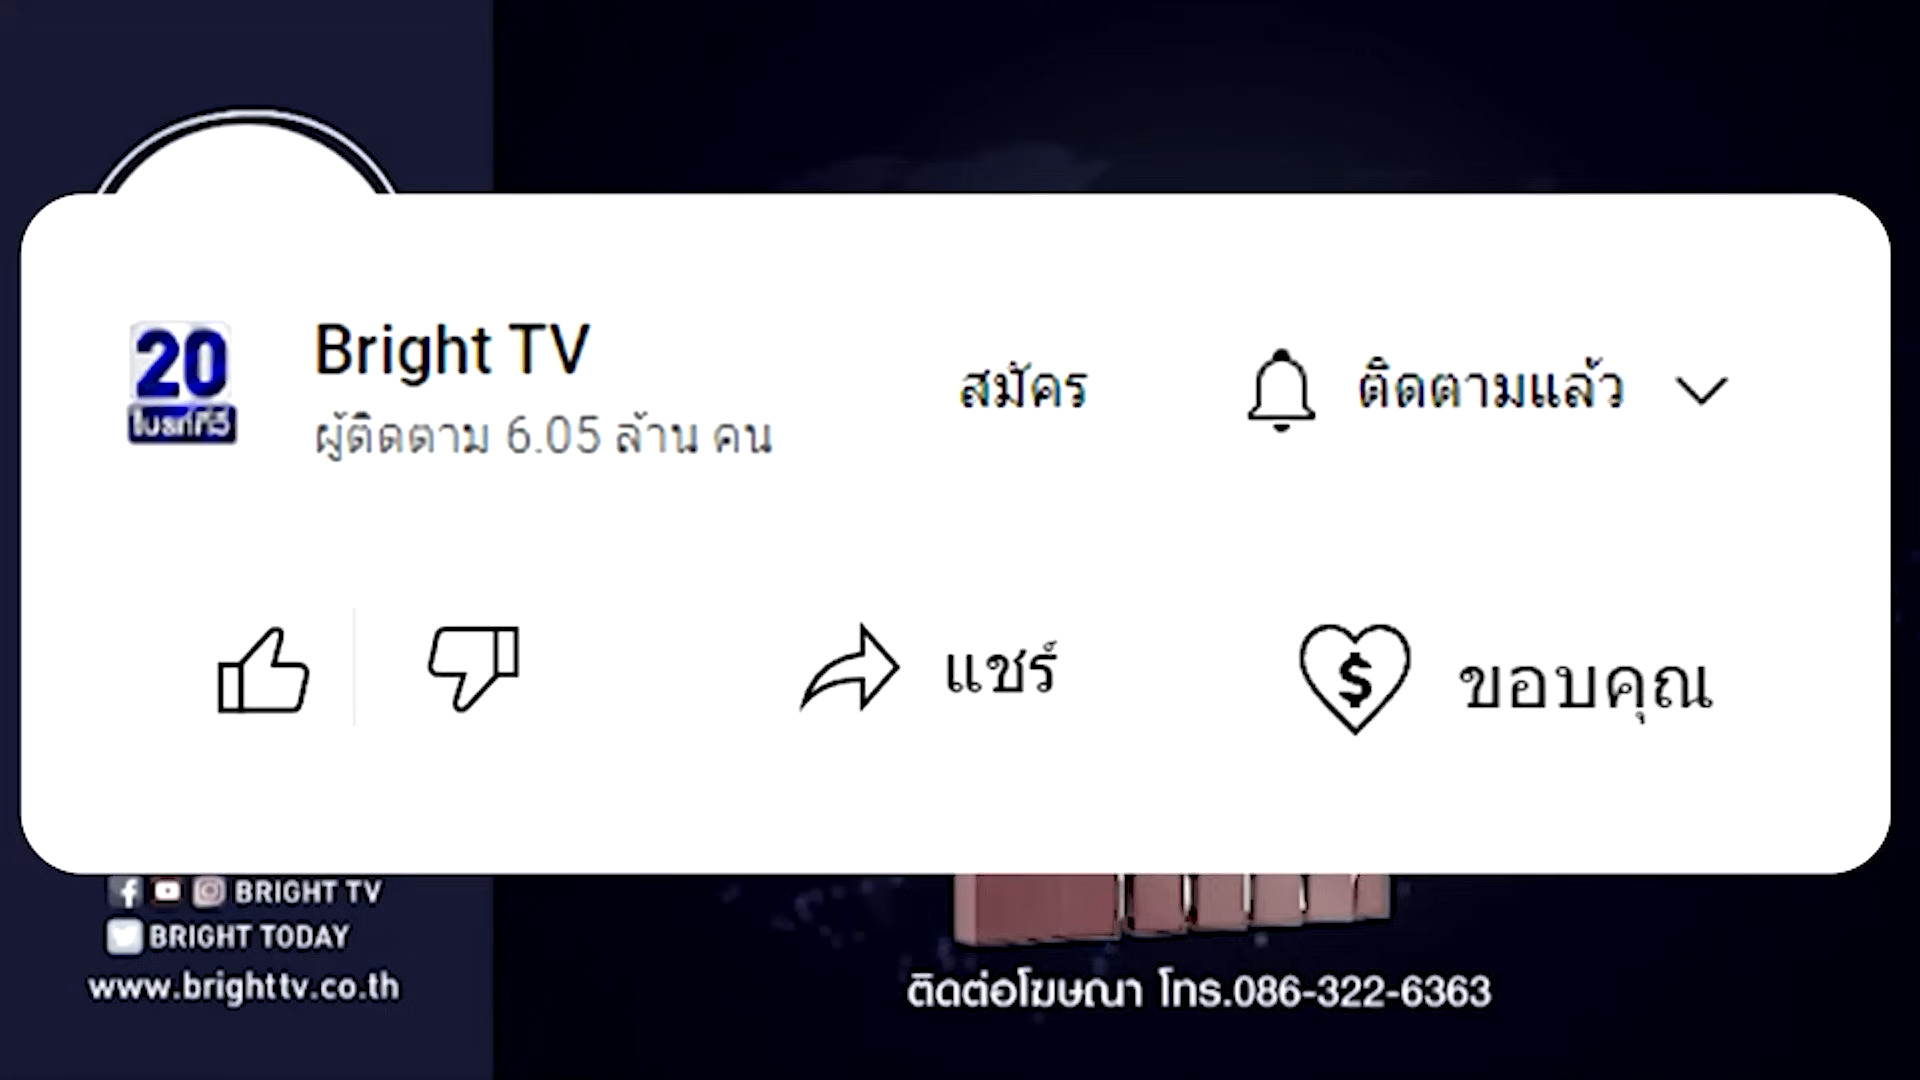 20
ไบรท์ทีวี
Bright TV
ผู้ติดตาม 6.05 ล้าน คน
สมัคร
ติดตามแล้ว
แชร์
$
ขอบคุณ
BRIGHT TV
BRIGHT TODAY
www.brighttv.co.th
ติดต่อโฆษณา โทร.086-322-6363